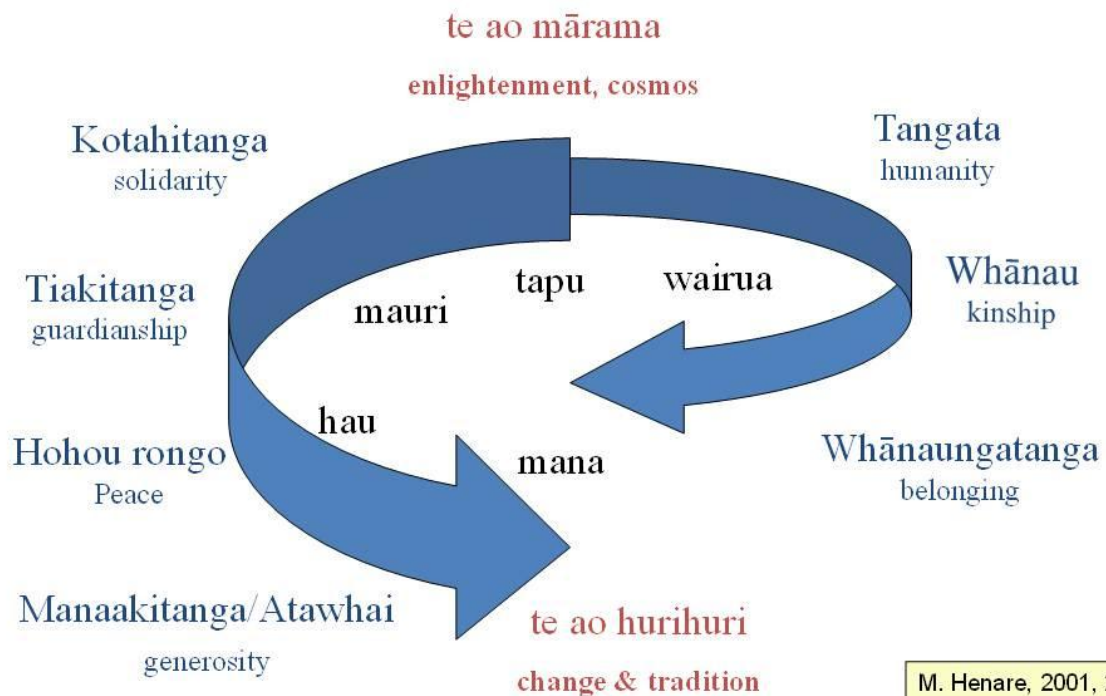 te ao mārama
enlightenment, cosmos
Kotahitanga
solidarity
Tangata
humanity
Tiakitanga
guardianship
mauri
tapu
wairua
Whānau
kinship
hau
mana
Hohou rongo
Peace
Whānaungatanga
belonging
Manaakitanga/Atawhai
generosity
te ao hurihuri
change & tradition
M. Henare, 2001,